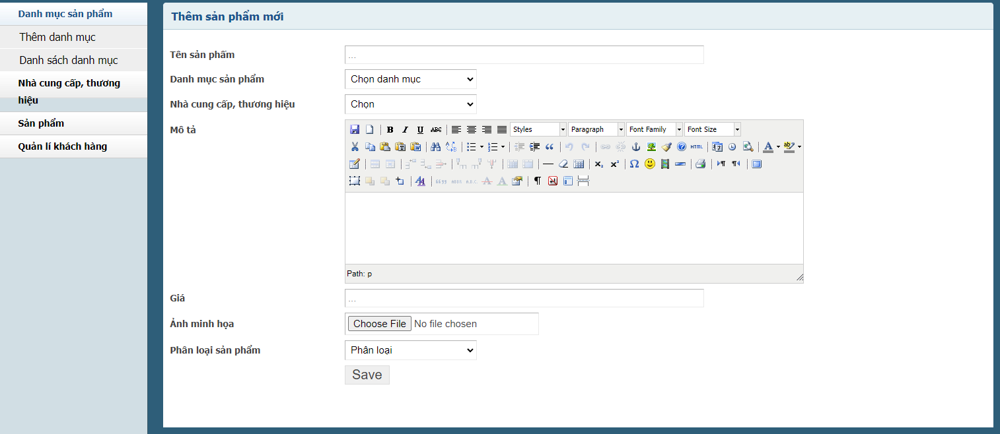 Danh mục sản phẩm
Thêm danh mục
Danh sách danh mục
Nhà cung cấp, thương
hiệu
Sản phẩm
Quản lí khách hàng
Thêm sản phẩm mới
Tên sản phẩm
...
Danh mục sản phẩm
Chọn danh mục
Nhà cung cấp, thương hiệu
Chọn
Mô tả
B I U ABC Styles Paragraph Font Family Font Size
HTML
Path: p
Giá
...
Ảnh minh họa
Choose File No file chosen
Phân loại sản phẩm
Phân loại
Save